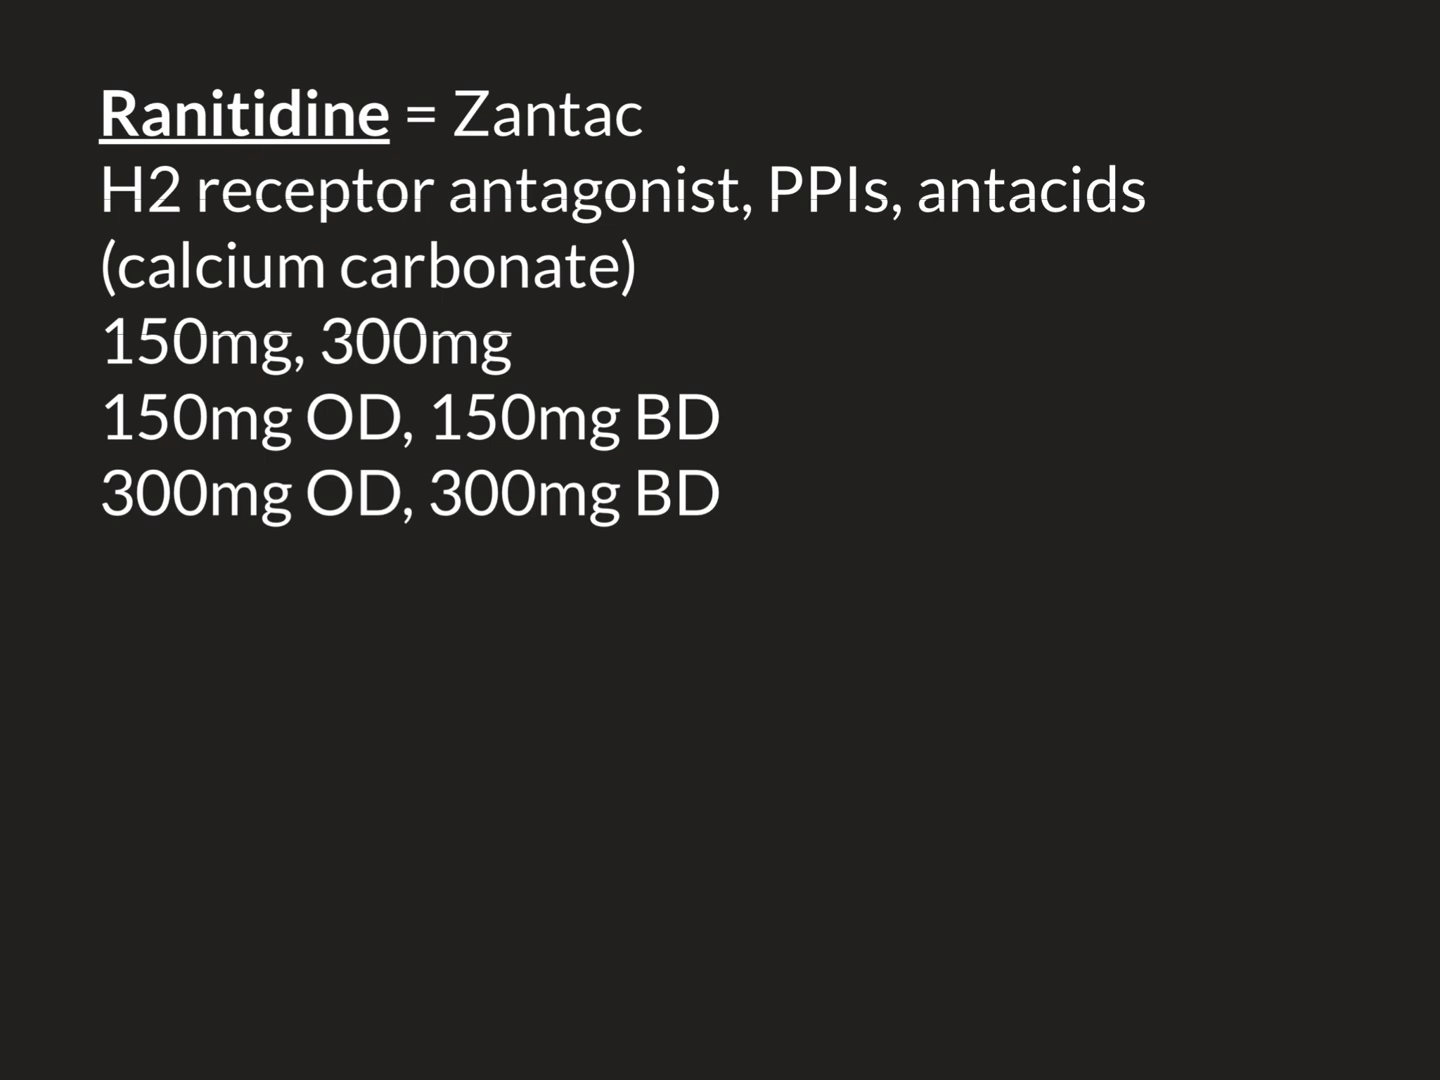 Ranitidine = Zantac
H2 receptor antagonist, PPIs, antacids
(calcium carbonate)
150mg, 300mg
150mg OD, 150mg BD
300mg OD, 300mg BD